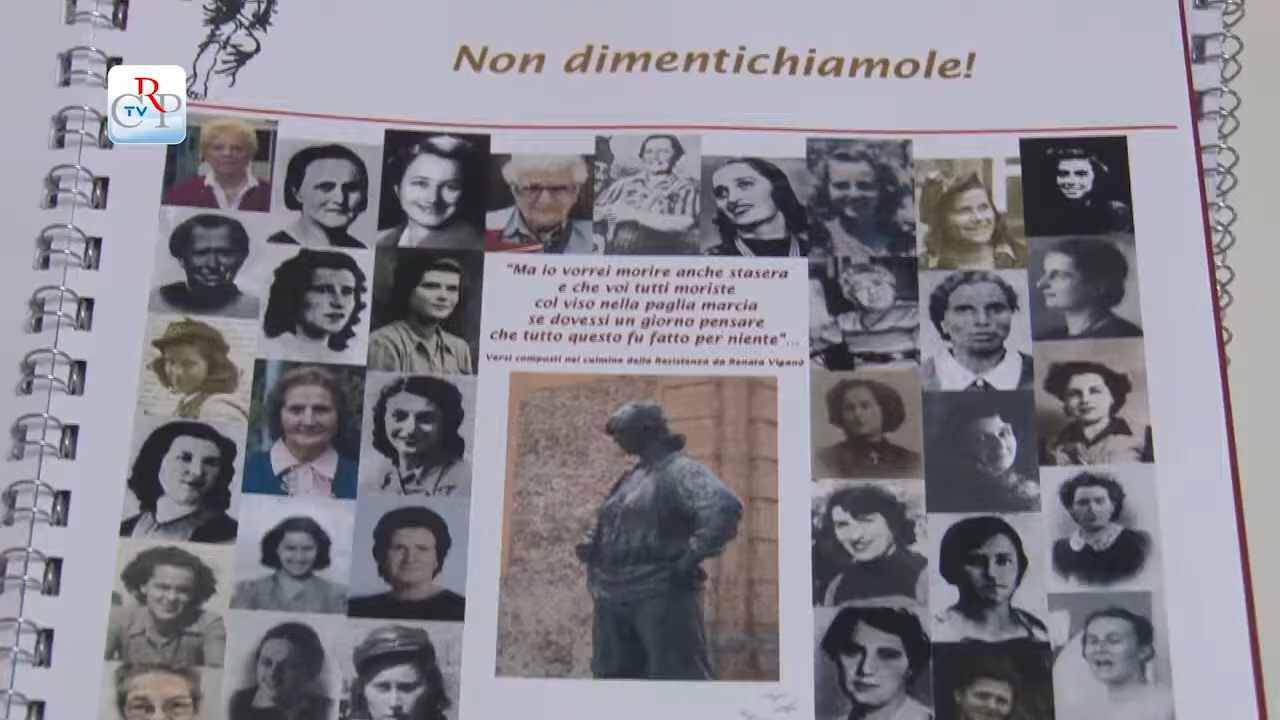 Non dimentichiamole!
CRP
TV
"Ma io vorrei morire anche stasera
e che voi tutti moriste
col viso nella paglia marcia
se dovessi un giorno pensare
che tutto questo fu fatto per niente"...
Versi composti nel culmine della Resistenza da Renata Viganò